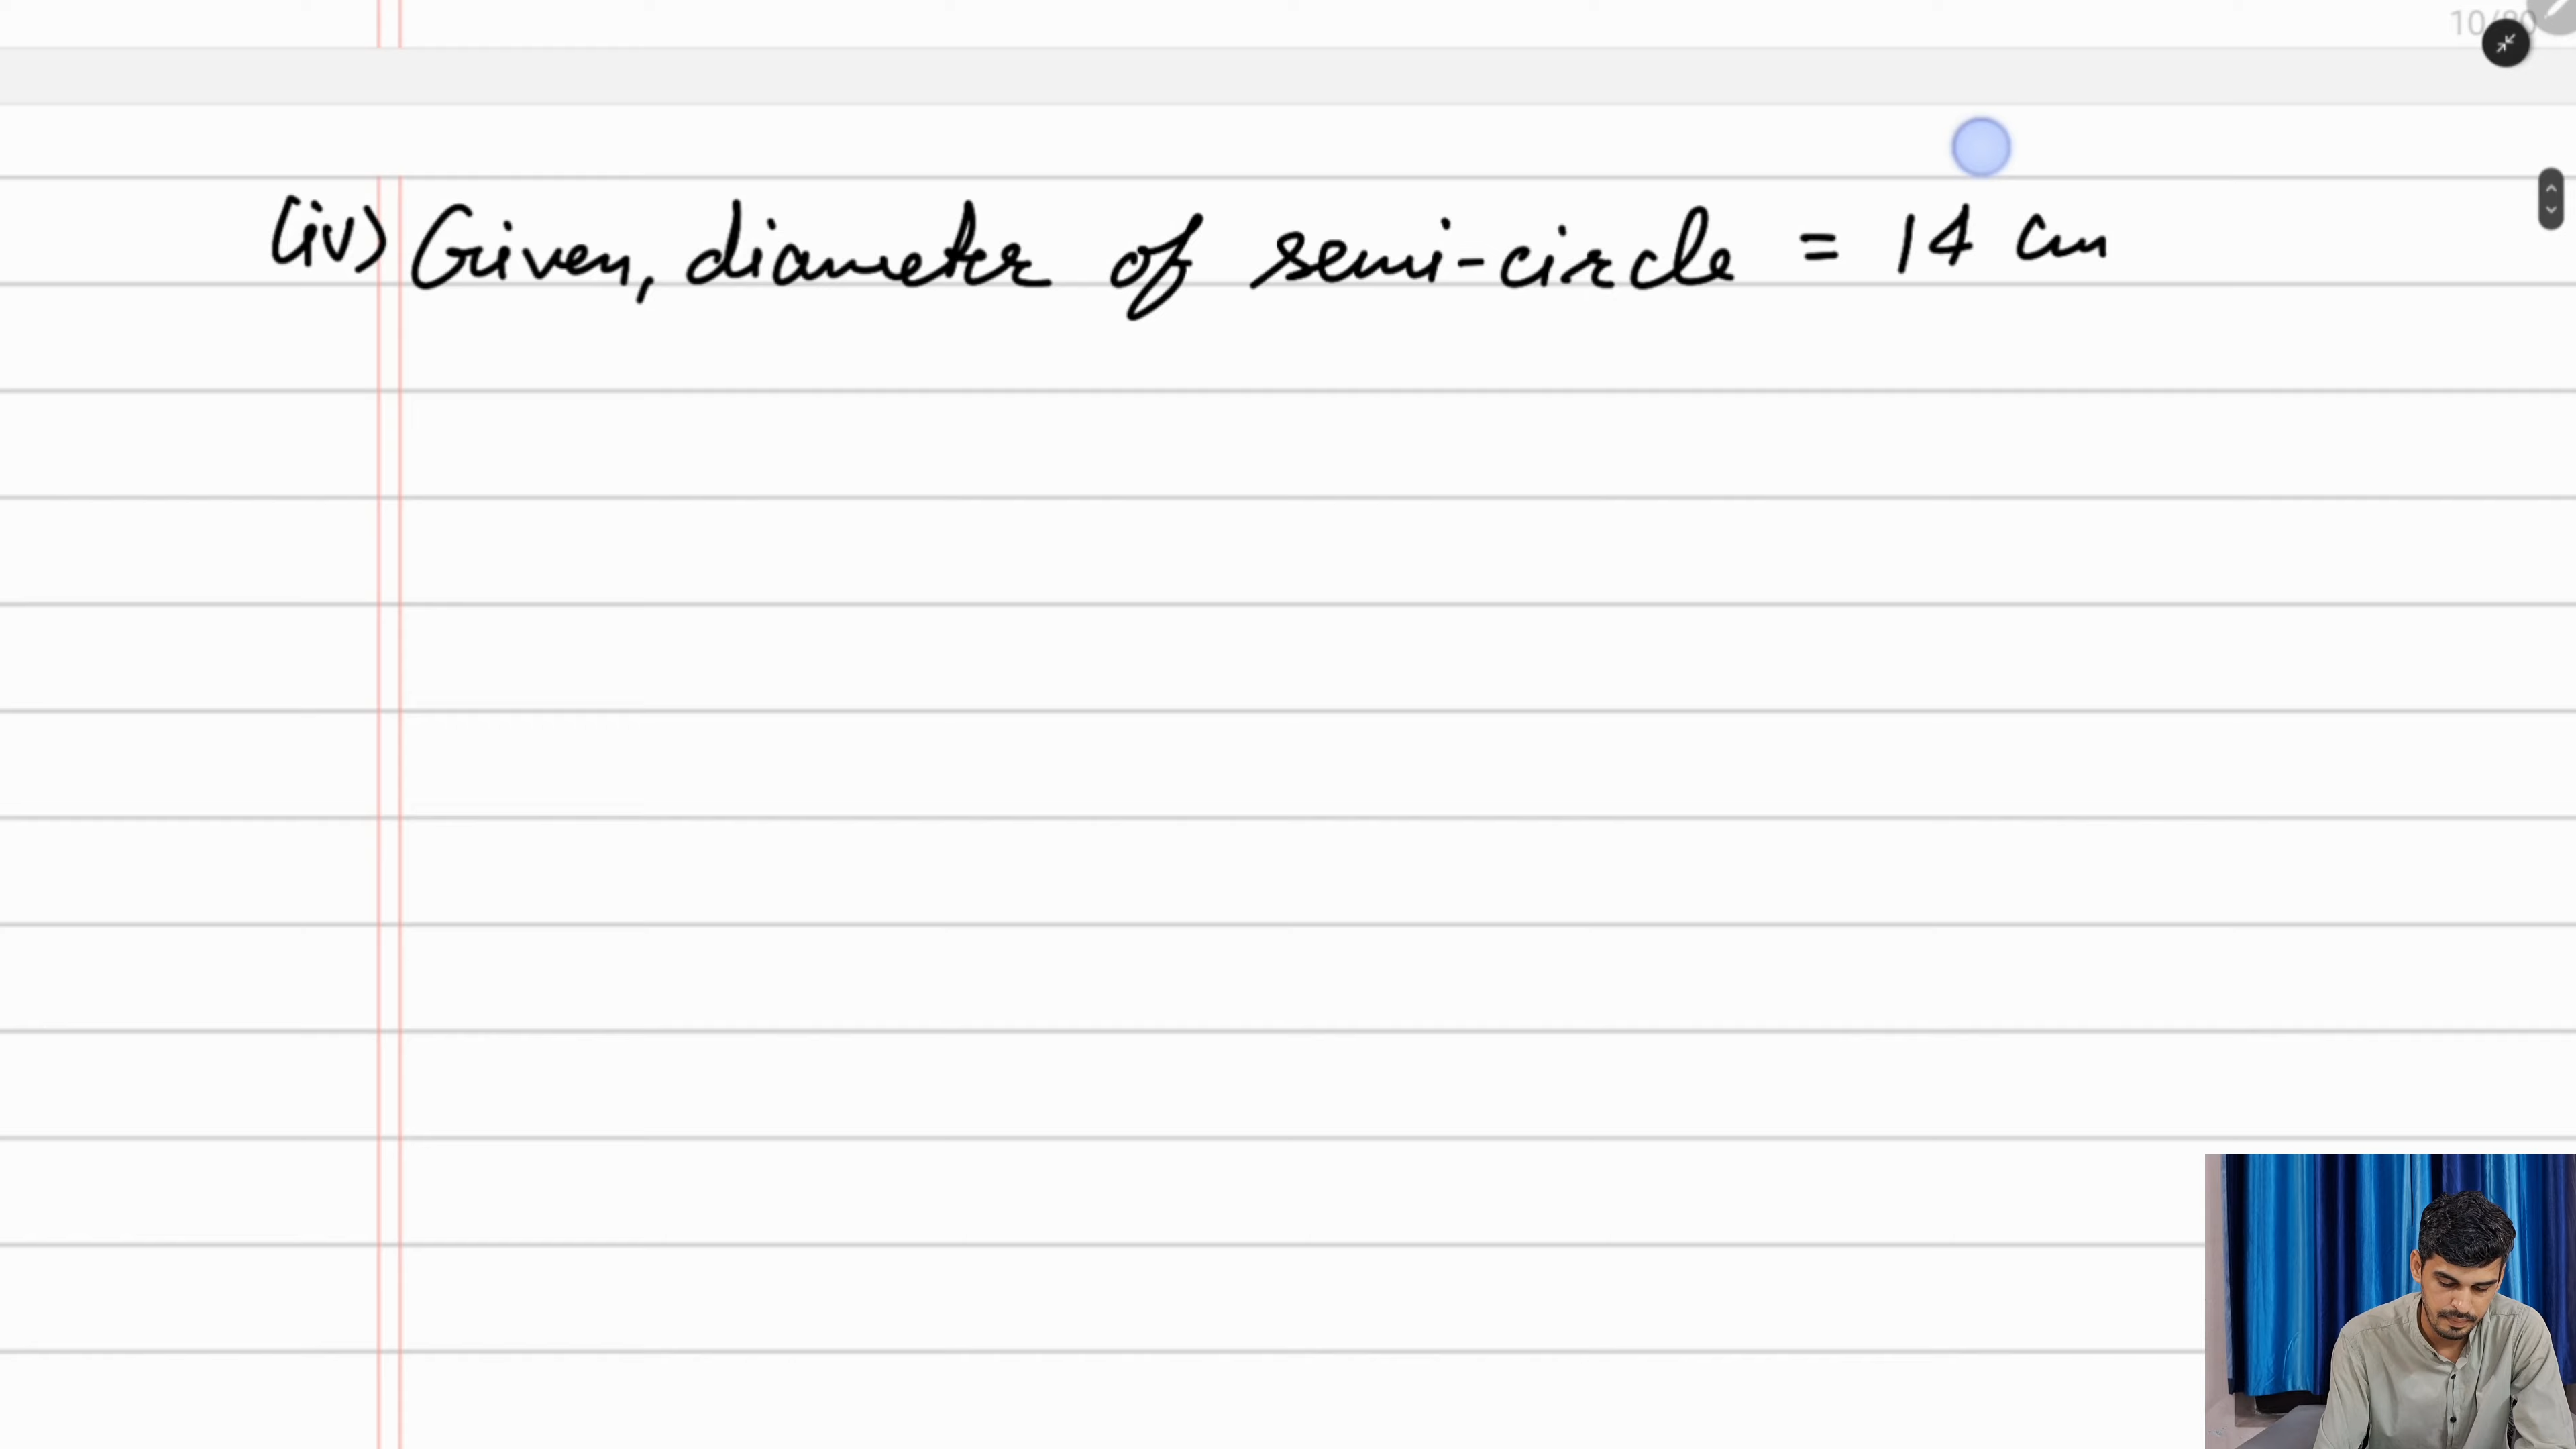 (iv) Given, diameter of semi-circle = 14 cm